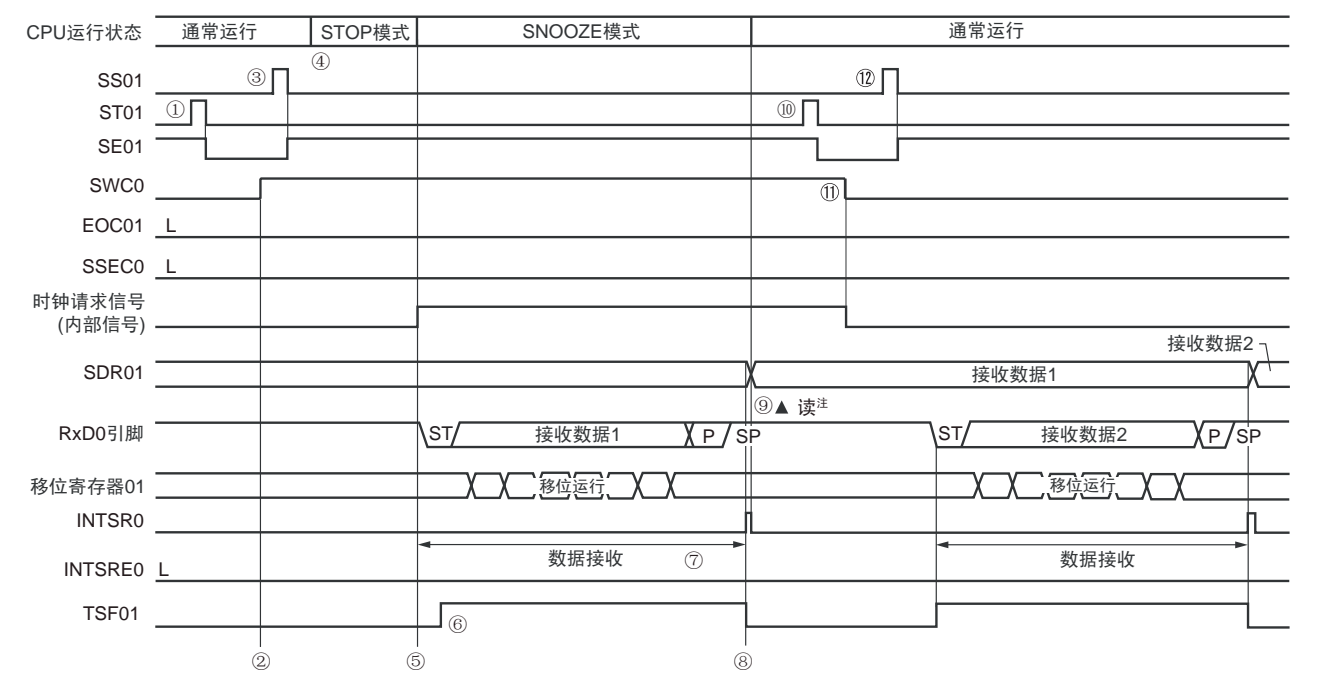 CPU运行状态 通常运行 STOP模式 SNOOZE模式 通常运行
④
SS01 ③ ⑫
ST01 ① ⑩
SE01
SWC0 ⑪
EOC01 L
SSEC0 L
时钟请求信号
(内部信号)
接收数据2
SDR01 接收数据1
⑨▲ 读注
RxD0引脚 ST 接收数据1 P SP ST 接收数据2 P SP
移位寄存器01 移位运行 移位运行
INTSR0
数据接收 ⑦ 数据接收
INTSRE0 L
TSF01 ⑥
② ⑤ ⑧